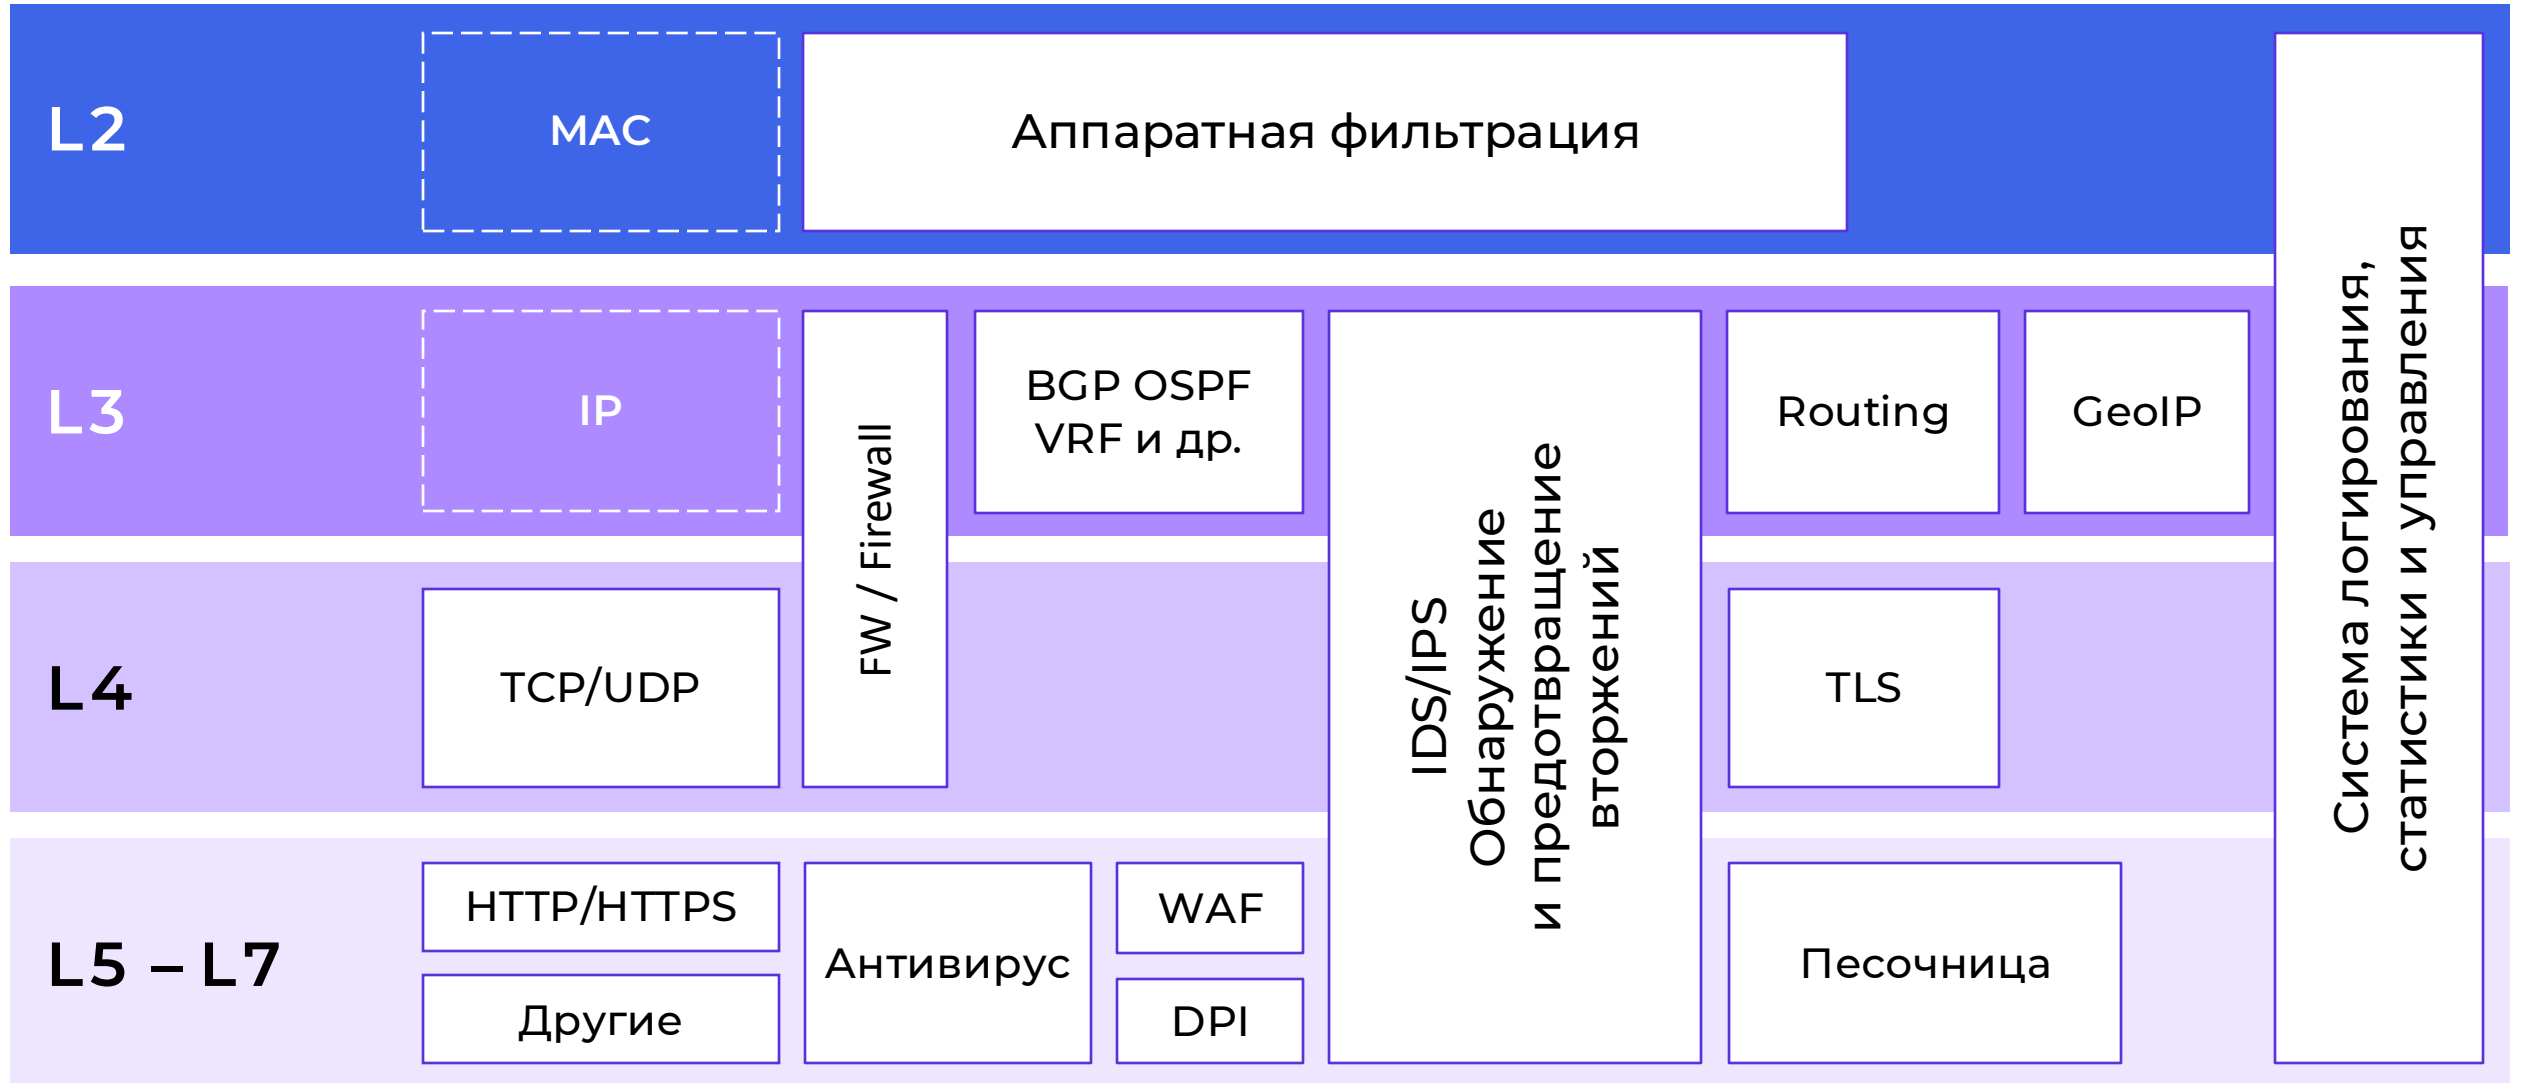 L2
MAC
Аппаратная фильтрация
L3
IP
FW / Firewall
BGP OSPF
VRF и др.
IDS/IPS
Обнаружение
и предотвращение
вторжений
Routing
GeoIP
Система логирования,
статистики и управления
L4
TCP/UDP
TLS
L5 – L7
HTTP/HTTPS
Другие
Антивирус
WAF
DPI
Песочница